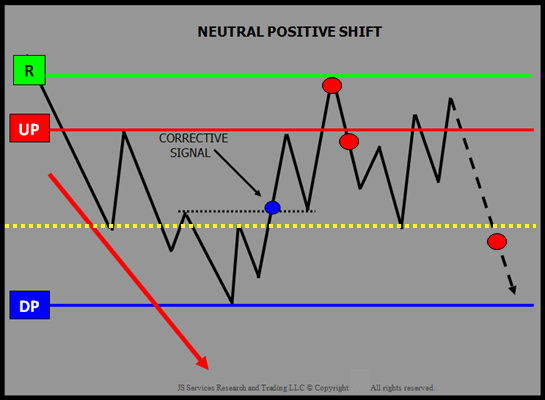 NEUTRAL POSITIVE SHIFT
R
UP
CORRECTIVE
SIGNAL
DP
JS Services Research and Trading LLC © Copyright All rights reserved.